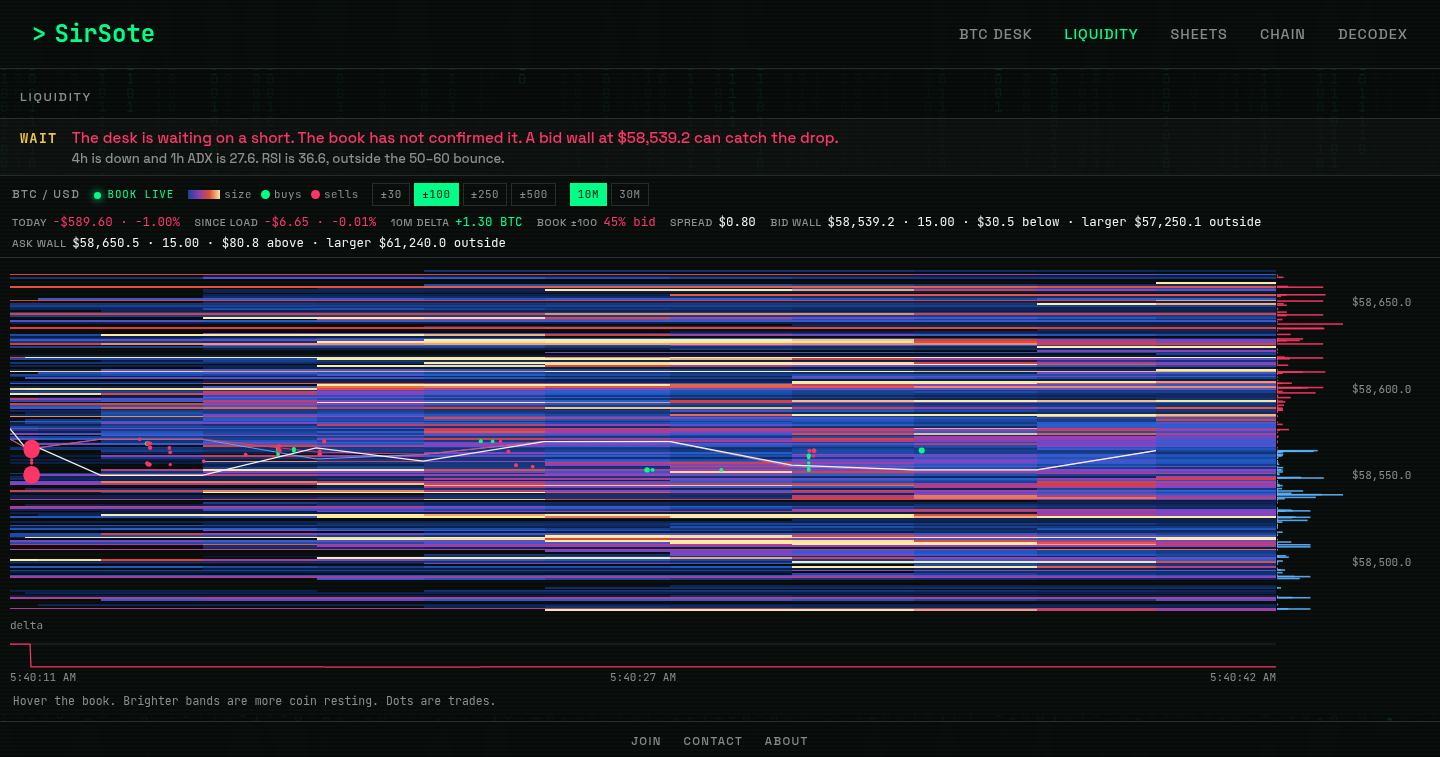 > SirSote
BTC DESK LIQUIDITY SHEETS CHAIN DECODEX
LIQUIDITY
WAIT The desk is waiting on a short. The book has not confirmed it. A bid wall at $58,539.2 can catch the drop.
4h is down and 1h ADX is 27.6. RSI is 36.6, outside the 50–60 bounce.
BTC / USD BOOK LIVE size buys sells ±30 ±100 ±250 ±500 10M 30M
TODAY -$589.60 · -1.00% SINCE LOAD -$6.65 · -0.01% 10M DELTA +1.30 BTC BOOK ±100 45% bid SPREAD $0.80 BID WALL $58,539.2 · 15.00 · $30.5 below · larger $57,250.1 outside
ASK WALL $58,650.5 · 15.00 · $80.8 above · larger $61,240.0 outside
$58,650.0
$58,600.0
$58,550.0
$58,500.0
delta
5:40:11 AM 5:40:27 AM 5:40:42 AM
Hover the book. Brighter bands are more coin resting. Dots are trades.
JOIN CONTACT ABOUT